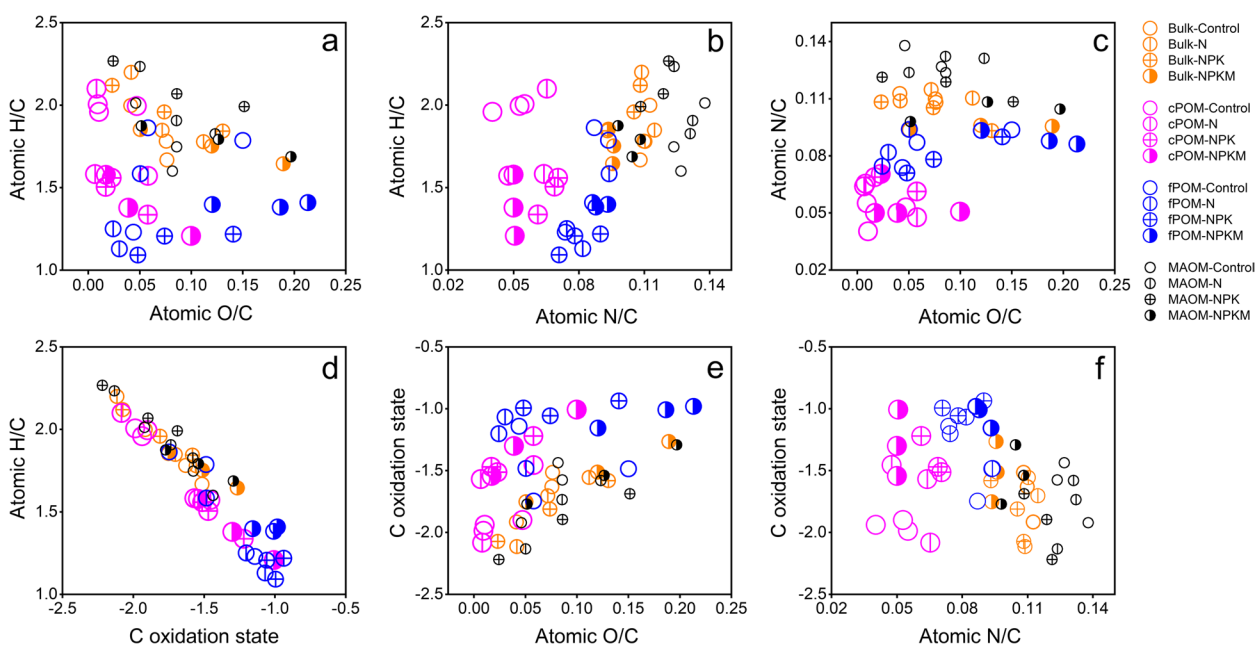 2.5
2.0
1.5
1.0
Atomic H/C
0.00 0.05 0.10 0.15 0.20 0.25
Atomic O/C
a
2.5
2.0
1.5
1.0
Atomic H/C
0.02 0.05 0.08 0.11 0.14
Atomic N/C
b
0.14
0.11
0.08
0.05
0.02
Atomic N/C
0.00 0.05 0.10 0.15 0.20 0.25
Atomic O/C
c
Bulk-Control
Bulk-N
Bulk-NPK
Bulk-NPKM
cPOM-Control
cPOM-N
cPOM-NPK
cPOM-NPKM
fPOM-Control
fPOM-N
fPOM-NPK
fPOM-NPKM
MAOM-Control
MAOM-N
MAOM-NPK
MAOM-NPKM
2.5
2.0
1.5
1.0
Atomic H/C
-2.5 -2.0 -1.5 -1.0 -0.5
C oxidation state
d
-0.5
-1.0
-1.5
-2.0
-2.5
C oxidation state
0.00 0.05 0.10 0.15 0.20 0.25
Atomic O/C
e
-0.5
-1.0
-1.5
-2.0
-2.5
C oxidation state
0.02 0.05 0.08 0.11 0.14
Atomic N/C
f